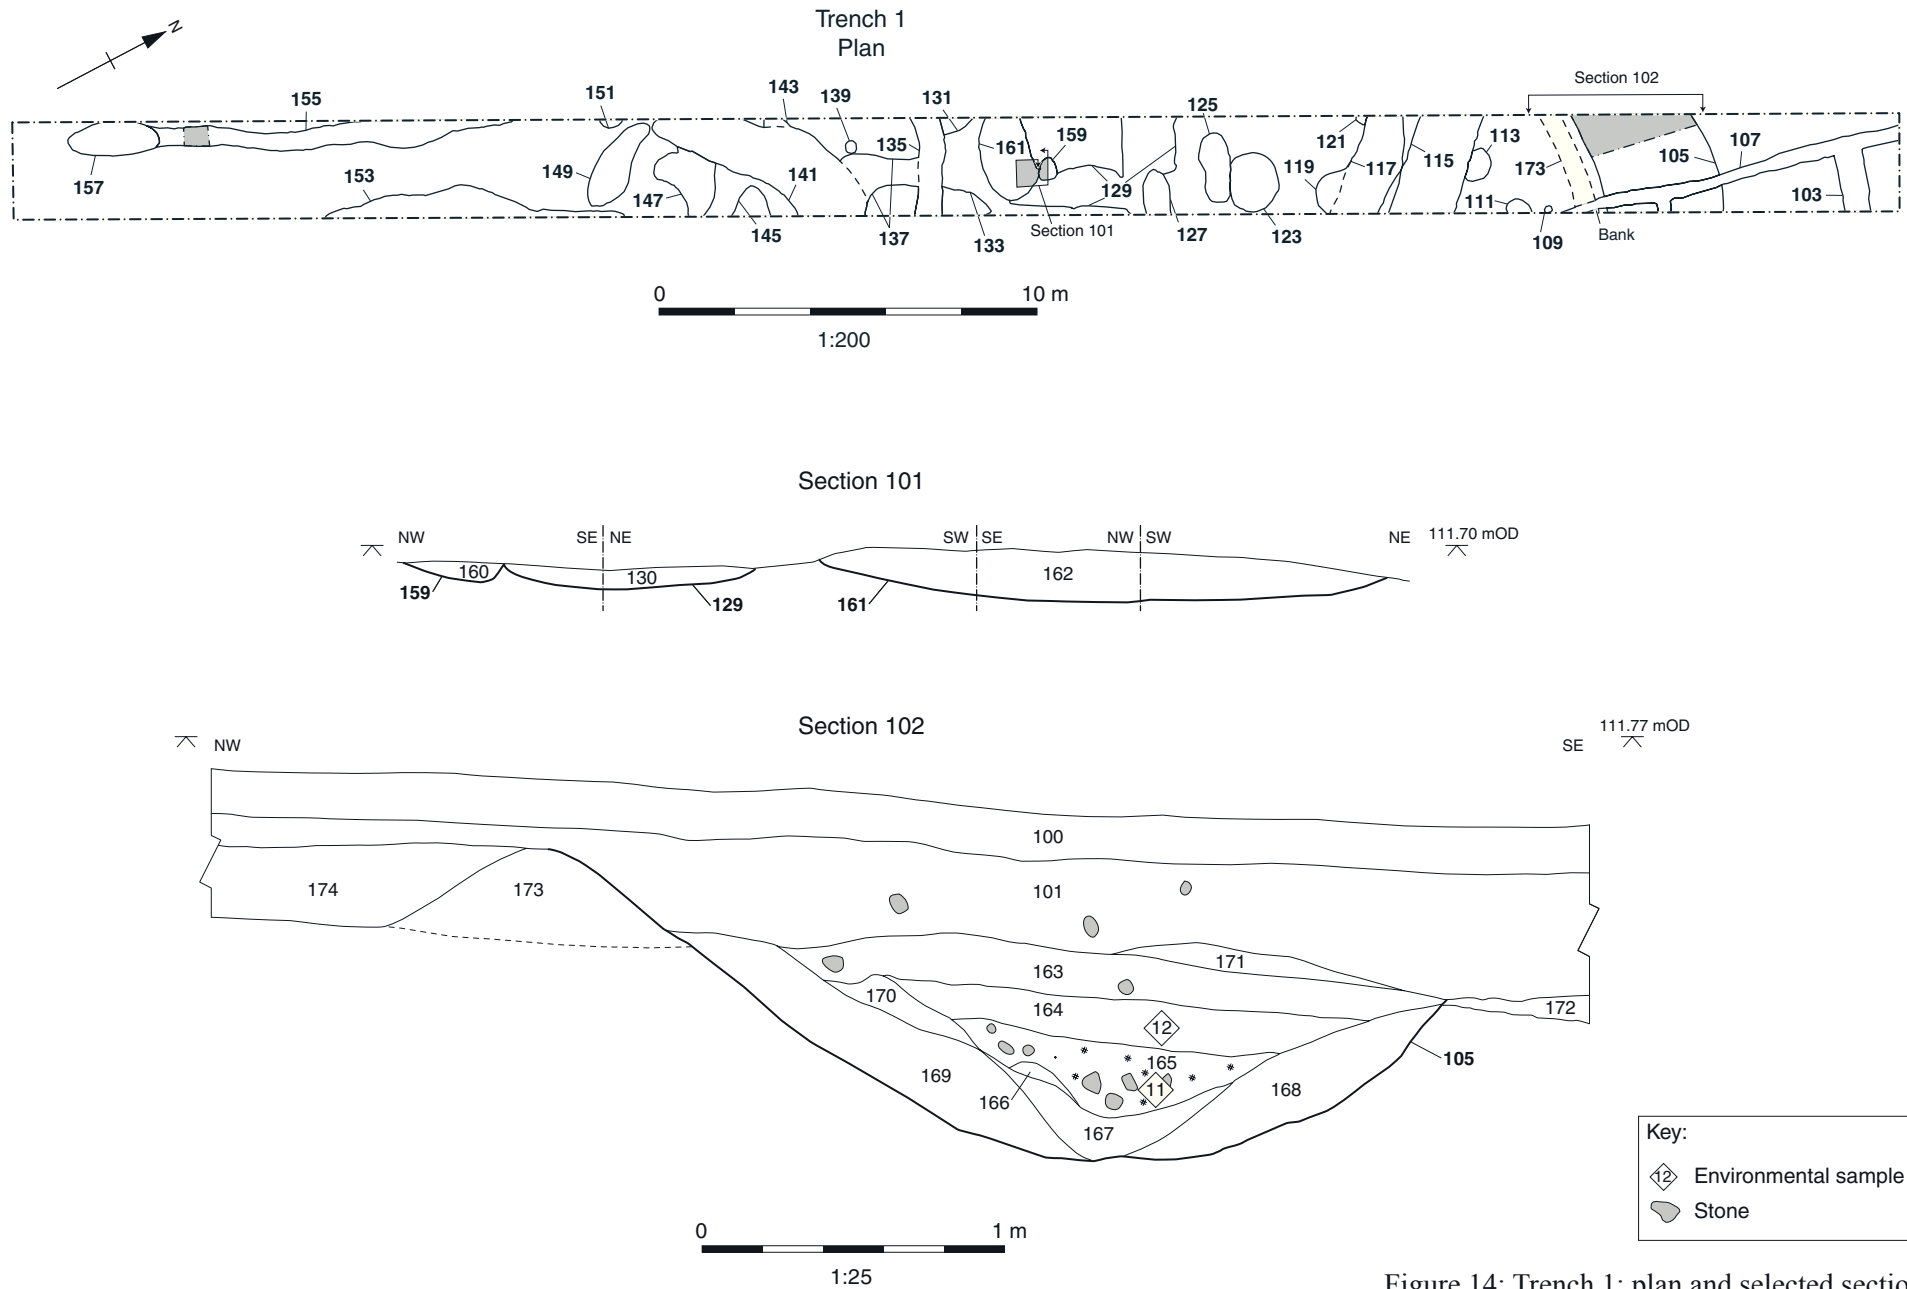 Trench 1
Plan
N
Section 102
155
151
143
139
131
125
135
161
159
121
113
107
157
153
149
147
141
129
119
117
115
173
105
103
145
137
133
Section 101
127
123
111
109
Bank
0 10 m
1:200
Section 101
NW SE NE SW SE NW SW NE 111.70 mOD
160 130 162
159 129 161
Section 102
111.77 mOD
NW SE
100
174 173 101
163 171
170 164 172
12
165 105
169 11 168
166
167
Key:
12 Environmental sample
Stone
0 1 m
1:25
Figure 14: Trench 1: plan and selected sectio